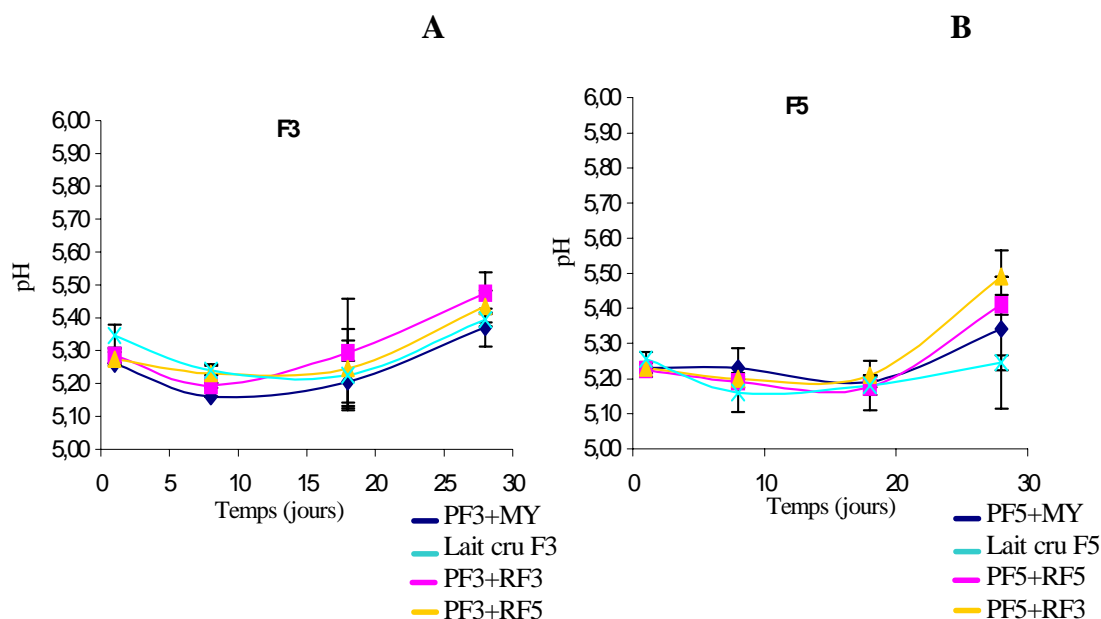 A
B
F3
6,00
5,90
5,80
5,70
5,60
5,50
5,40
5,30
5,20
5,10
5,00
pH
0
5
10
15
20
25
30
Temps (jours)
PF3+MY
Lait cru F3
PF3+RF3
PF3+RF5
F5
6,00
5,90
5,80
5,70
5,60
5,50
5,40
5,30
5,20
5,10
5,00
pH
0
10
20
30
Temps (jours)
PF5+MY
Lait cru F5
PF5+RF5
PF5+RF3